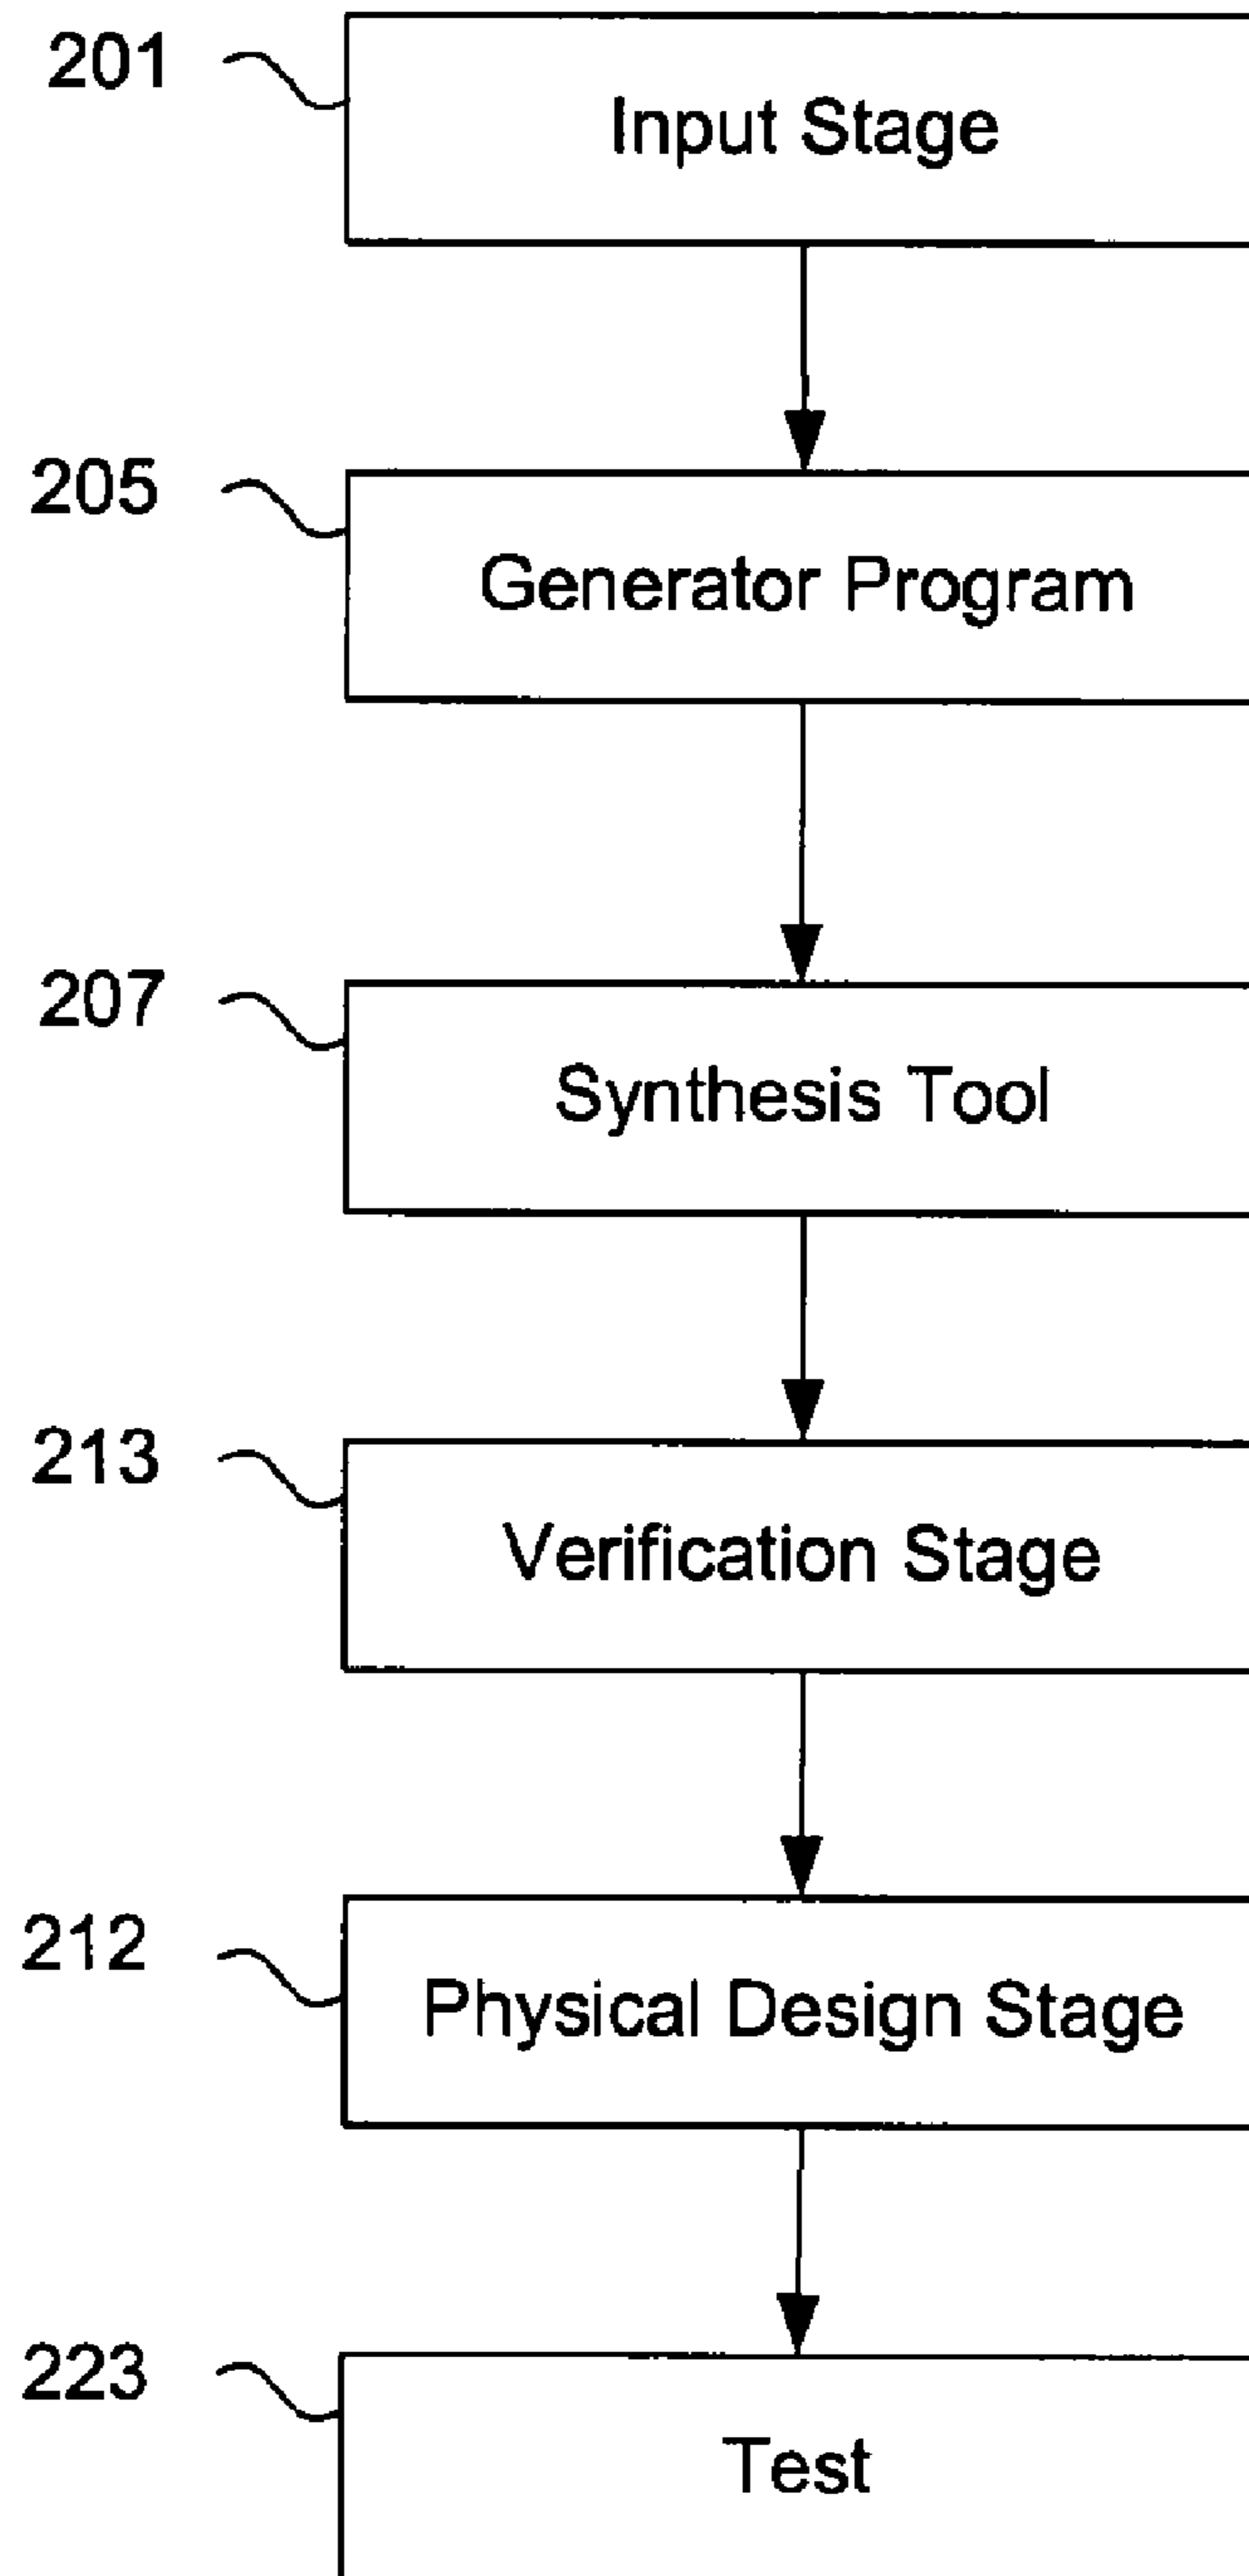 201
Input Stage
205
Generator Program
207
Synthesis Tool
213
Verification Stage
212
Physical Design Stage
223
Test